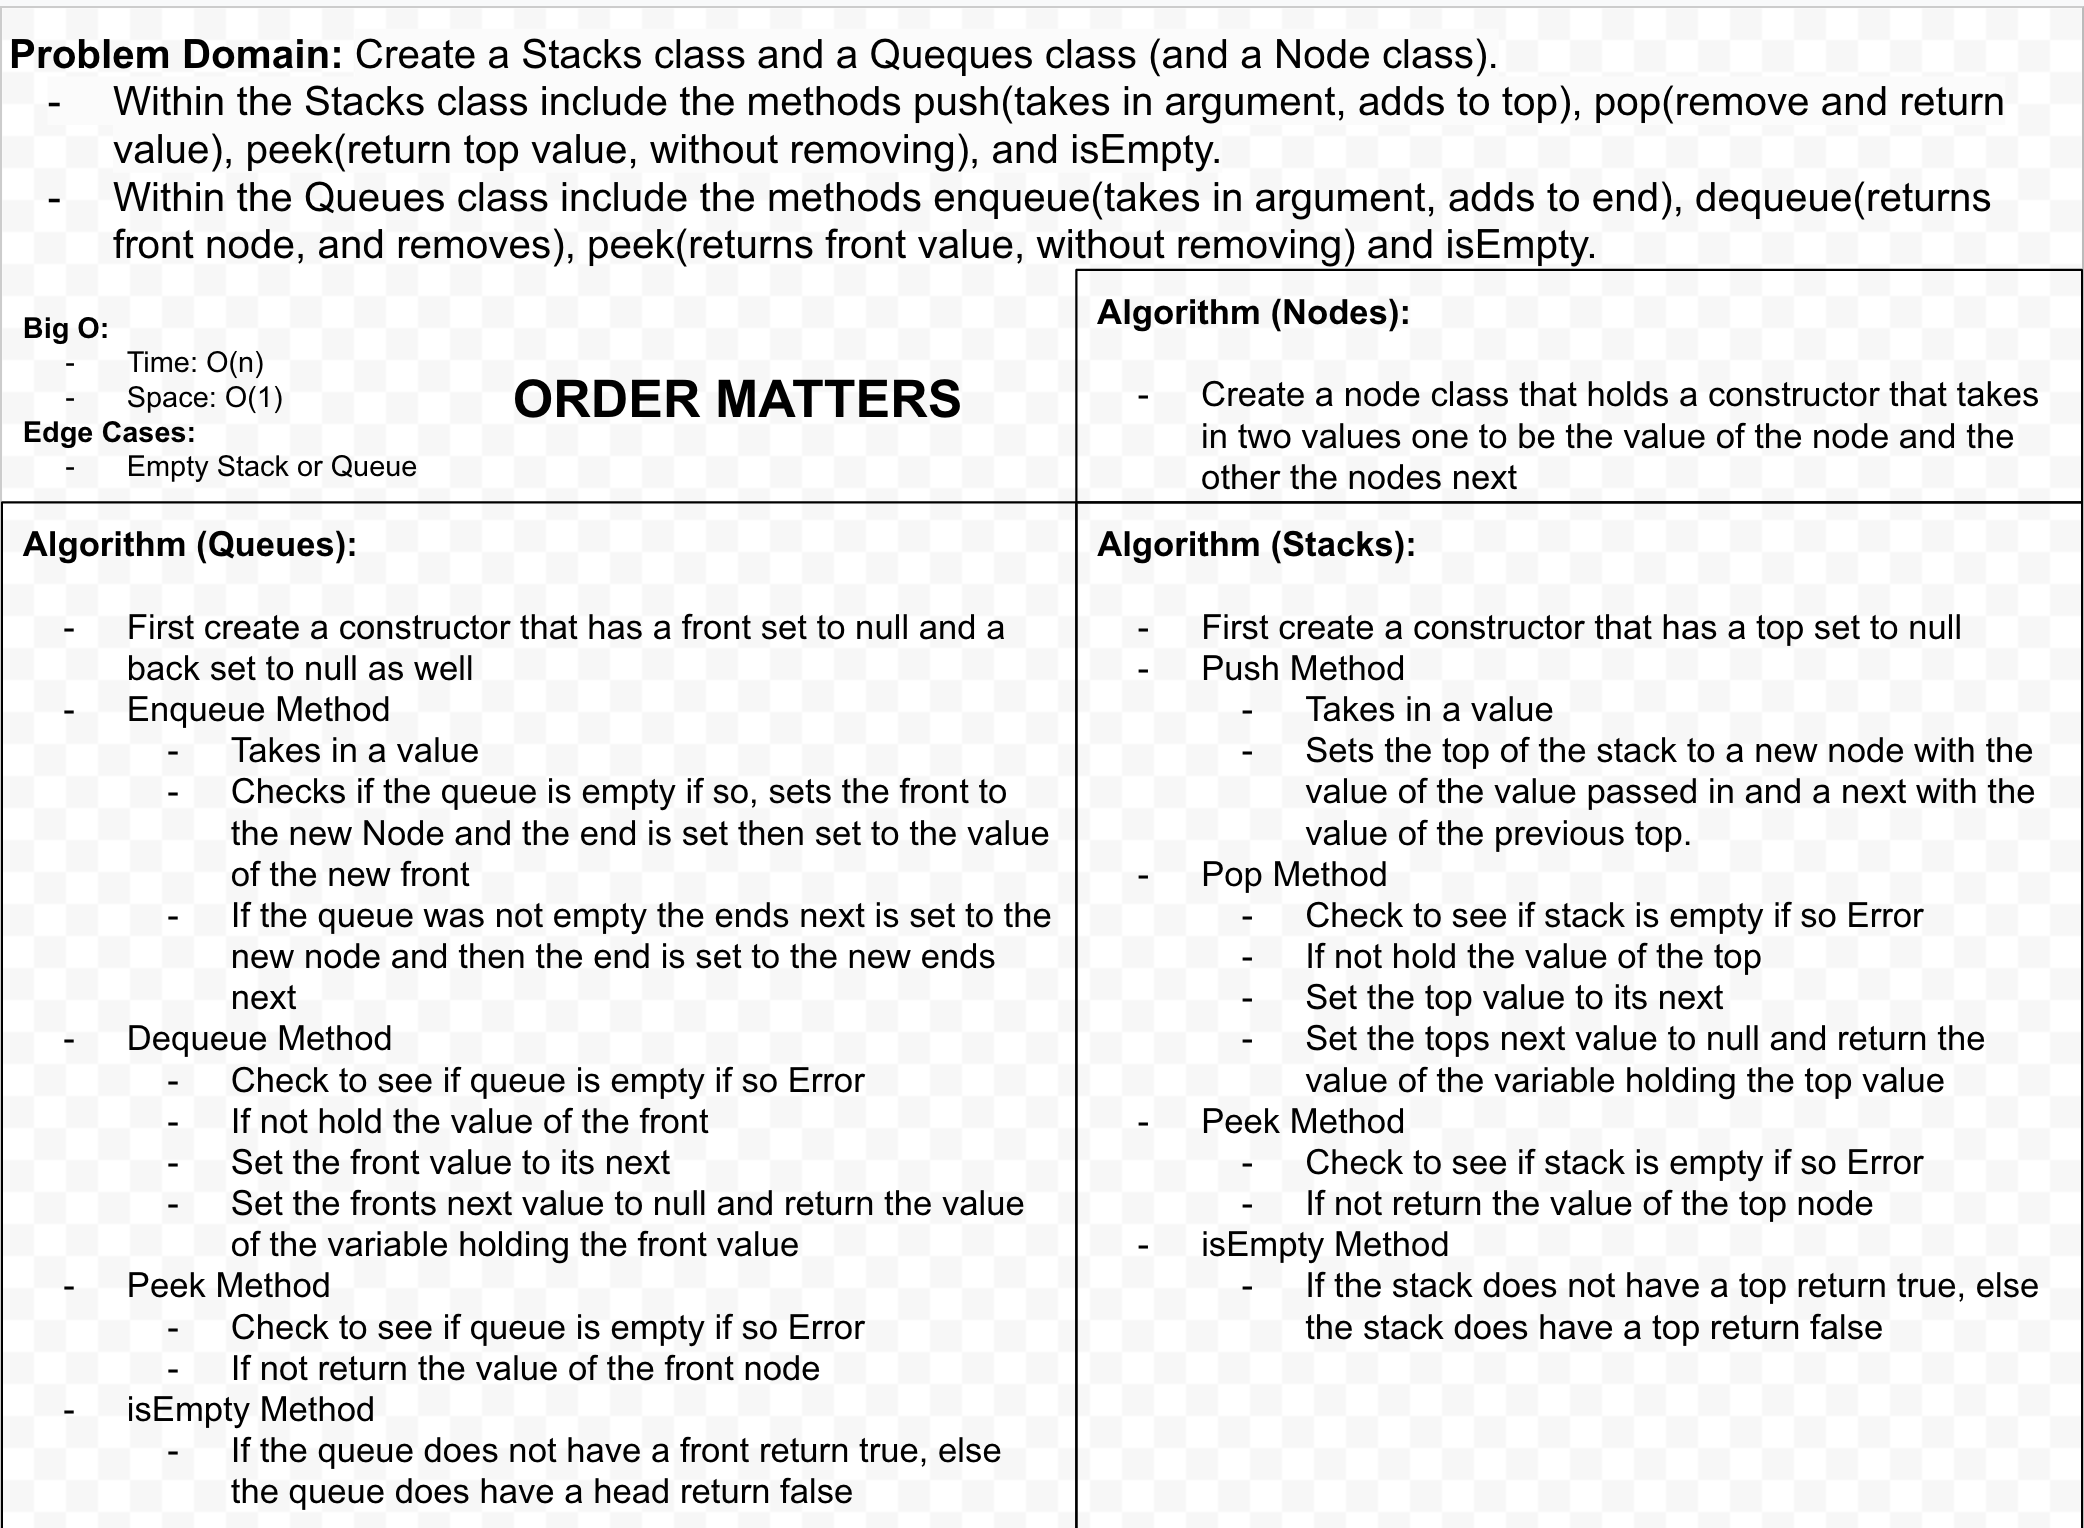 Problem Domain: Create a Stacks class and a Queques class (and a Node class).
- Within the Stacks class include the methods push(takes in argument, adds to top), pop(remove and return
value), peek(return top value, without removing), and isEmpty.
- Within the Queues class include the methods enqueue(takes in argument, adds to end), dequeue(returns
front node, and removes), peek(returns front value, without removing) and isEmpty.
Big O:
- Time: O(n)
- Space: O(1)
Edge Cases:
- Empty Stack or Queue
ORDER MATTERS
Algorithm (Nodes):
- Create a node class that holds a constructor that takes
in two values one to be the value of the node and the
other the nodes next
Algorithm (Queues):
- First create a constructor that has a front set to null and a
back set to null as well
- Enqueue Method
- Takes in a value
- Checks if the queue is empty if so, sets the front to
the new Node and the end is set then set to the value
of the new front
- If the queue was not empty the ends next is set to the
new node and then the end is set to the new ends
next
- Dequeue Method
- Check to see if queue is empty if so Error
- If not hold the value of the front
- Set the front value to its next
- Set the fronts next value to null and return the value
of the variable holding the front value
- Peek Method
- Check to see if queue is empty if so Error
- If not return the value of the front node
- isEmpty Method
- If the queue does not have a front return true, else
the queue does have a head return false
Algorithm (Stacks):
- First create a constructor that has a top set to null
- Push Method
- Takes in a value
- Sets the top of the stack to a new node with the
value of the value passed in and a next with the
value of the previous top.
- Pop Method
- Check to see if stack is empty if so Error
- If not hold the value of the top
- Set the top value to its next
- Set the tops next value to null and return the
value of the variable holding the top value
- Peek Method
- Check to see if stack is empty if so Error
- If not return the value of the top node
- isEmpty Method
- If the stack does not have a top return true, else
the stack does have a top return false